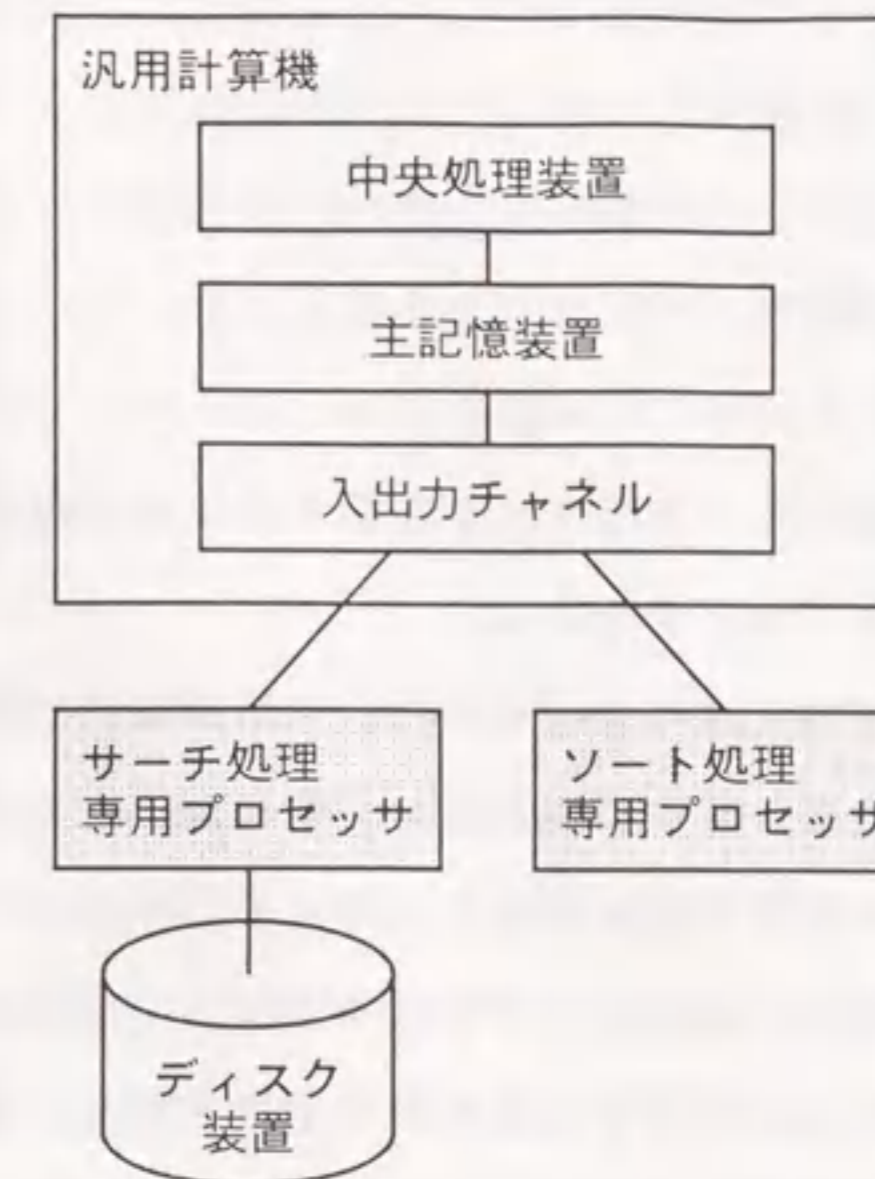 汎用計算機
中央処理装置
主記憶装置
入出力チャネル
サーチ処理
専用プロセッサ
ソート処理
専用プロセッサ
ディスク
装置